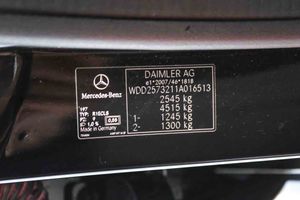 DAIMLER AG
e1*2007/46*1818
WDD2573211A016513
2545 kg
4515 kg
1- 1245 kg
2- 1300 kg
Mercedes-Benz
TYP:
Made in Germany